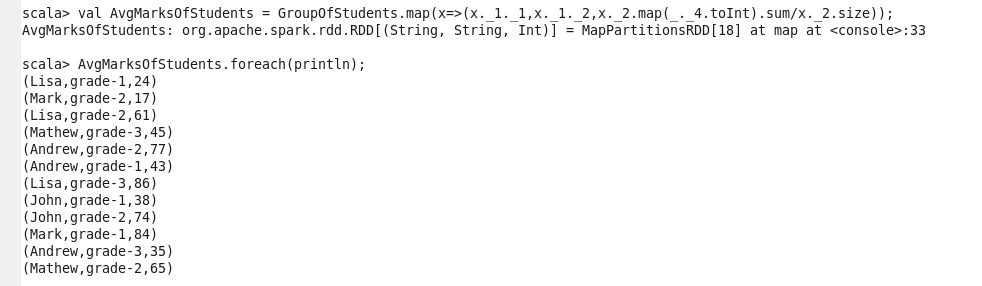 scala> val AvgMarksOfStudents = GroupOfStudents.map(x=>(x._1._1,x._1._2,x._2.map(_._4.toInt).sum/x._2.size));
AvgMarksOfStudents: org.apache.spark.rdd.RDD[(String, String, Int)] = MapPartitionsRDD[18] at map at <console>:33
scala> AvgMarksOfStudents.foreach(println);
(Lisa,grade-1,24)
(Mark,grade-2,17)
(Lisa,grade-2,61)
(Mathew,grade-3,45)
(Andrew,grade-2,77)
(Andrew,grade-1,43)
(Lisa,grade-3,86)
(John,grade-1,38)
(John,grade-2,74)
(Mark,grade-1,84)
(Andrew,grade-3,35)
(Mathew,grade-2,65)